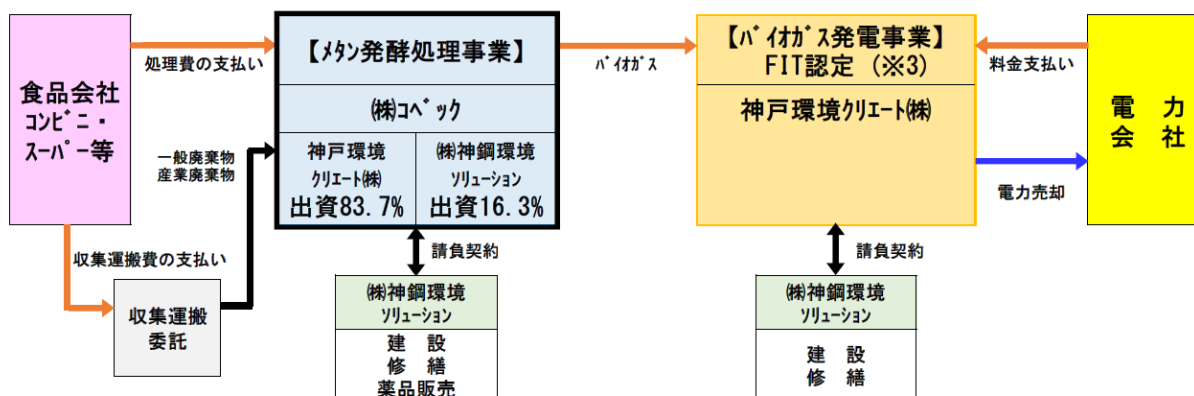 食品会社
コンビニ・
スーパー等
処理費の支払い
一般廃棄物
産業廃棄物
収集運搬費の支払い
収集運搬
委託
【メタン発酵処理事業】
㈱コベック
神戸環境
クリエート㈱
出資83.7%
㈱神鋼環境
ソリューション
出資16.3%
請負契約
㈱神鋼環境
ソリューション
建 設
修 繕
薬品販売
バイオガス
【バイオガス発電事業】
FIT認定 (※3)
神戸環境クリエート㈱
請負契約
㈱神鋼環境
ソリューション
建 設
修 繕
料金支払い
電力売却
電 力
会 社